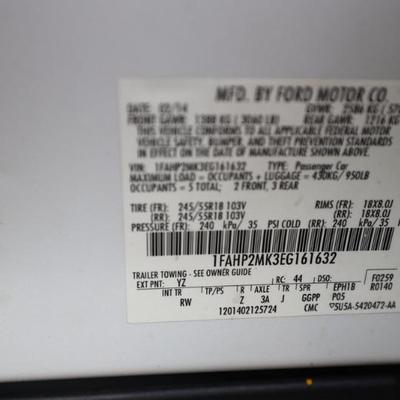 MFD. BY FORD MOTOR CO.
DATE: 02/14 GVWR: 2586 KG
FRONT GAWR: 1388 KG (3060 LB) REAR GAWR: 1216 KG
THIS VEHICLE CONFORMS TO ALL APPLICABLE FEDERAL MOTOR
VEHICLE SAFETY, BUMPER, AND THEFT PREVENTION STANDARDS
IN EFFECT ON THE DATE OF MANUFACTURE SHOWN ABOVE.
VIN: 1FAHP2MK3EG161632 TYPE: Passenger Car
MAXIMUM LOAD = OCCUPANTS + LUGGAGE = 430KG/950LB
OCCUPANTS = 5 TOTAL; 2 FRONT, 3 REAR
TIRE (FR): 245/55R18 103V RIMS (FR): 18X8.0J
(RR): 245/55R18 103V (RR): 18X8.0J
PRESSURE (FR): 240 kPa/ 35 PSI COLD (RR): 240 kPa/ 35
1FAHP2MK3EG161632
TRAILER TOWING - SEE OWNER GUIDE
EXT PNT: YZ RC: 44 DSO: F0259
INT TR TP/PS R AXLE TR SPR EPH1B R0140
RW Z 3A J GGPP P05
1201402125724 CMC ▽5U5A-5420472-AA